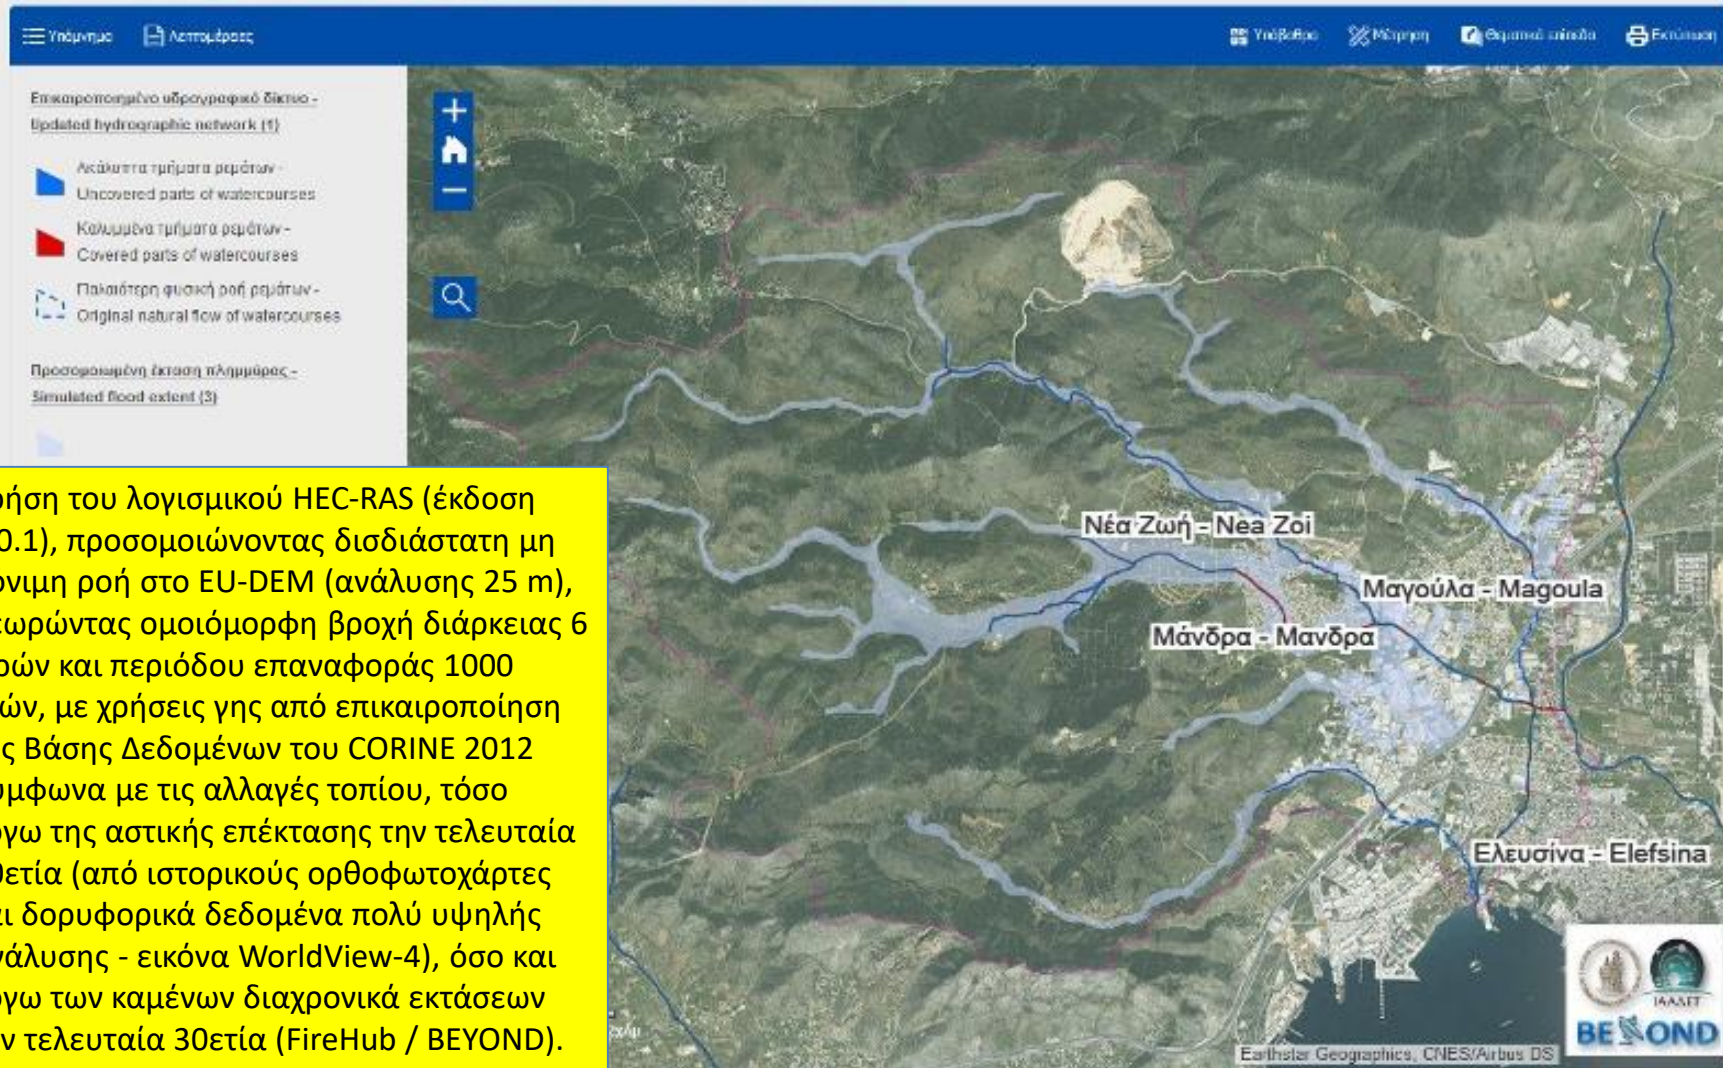 Υπόμνημα Λεπτομέρειες Υπόβαθρο Μέτρηση Θεματικά επίπεδα Εκτύπωση
Επικαιροποιημένο υδρογραφικό δίκτυο -
Updated hydrographic network (1)
Ακάλυπτα τμήματα ρεμάτων -
Uncovered parts of watercourses
Καλυμμένα τμήματα ρεμάτων -
Covered parts of watercourses
Παλαιότερη φυσική ροή ρεμάτων -
Original natural flow of watercourses
Προσομοιωμένη έκταση πλημμύρας -
Simulated flood extent (3)
ρήση του λογισμικού HEC-RAS (έκδοση
0.1), προσομοιώνοντας δισδιάστατη μη
όνιμη ροή στο EU-DEM (ανάλυσης 25 m),
εωρώντας ομοιόμορφη βροχή διάρκειας 6
ρών και περιόδου επαναφοράς 1000
ών, με χρήσεις γης από επικαιροποίηση
ς Βάσης Δεδομένων του CORINE 2012
ύμφωνα με τις αλλαγές τοπίου, τόσο
όγω της αστικής επέκτασης την τελευταία
θετία (από ιστορικούς ορθοφωτοχάρτες
ι δορυφορικά δεδομένα πολύ υψηλής
νάλυσης - εικόνα WorldView-4), όσο και
όγω των καμένων διαχρονικά εκτάσεων
ν τελευταία 30ετία (FireHub / BEYOND).
Νέα Ζωή - Nea Zoi
Μαγούλα - Magoula
Μάνδρα - Μανδρα
Ελευσίνα - Elefsina
ΙΑΑΔΕΤ
BEYOND
Earthstar Geographics, CNES/Airbus DS